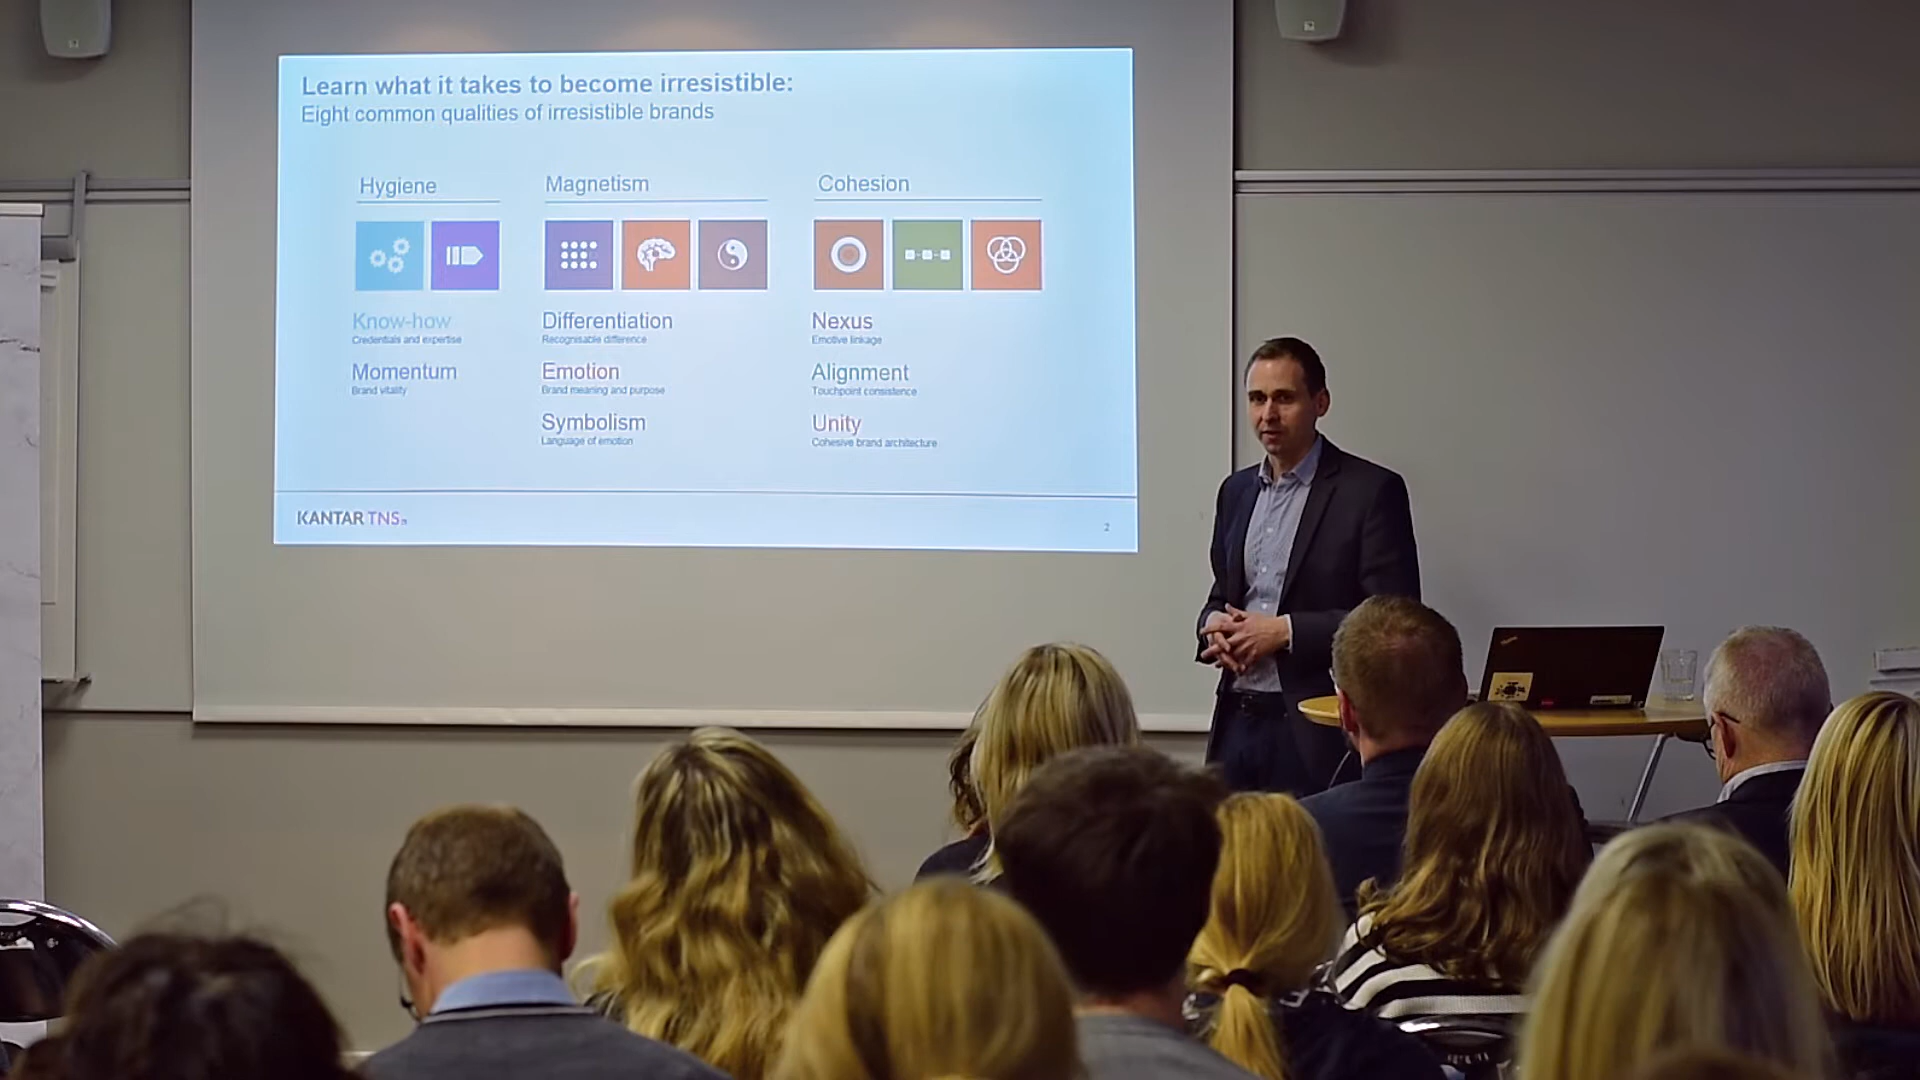 Learn what it takes to become irresistible:
Eight common qualities of irresistible brands
Hygiene
Magnetism
Cohesion
Know-how
Credentials and expertise
Momentum
Brand vitality
Differentiation
Recognisable difference
Emotion
Brand meaning and purpose
Symbolism
Language of emotion
Nexus
Emotive linkage
Alignment
Touchpoint consistence
Unity
Cohesive brand architecture
KANTAR TNS
2